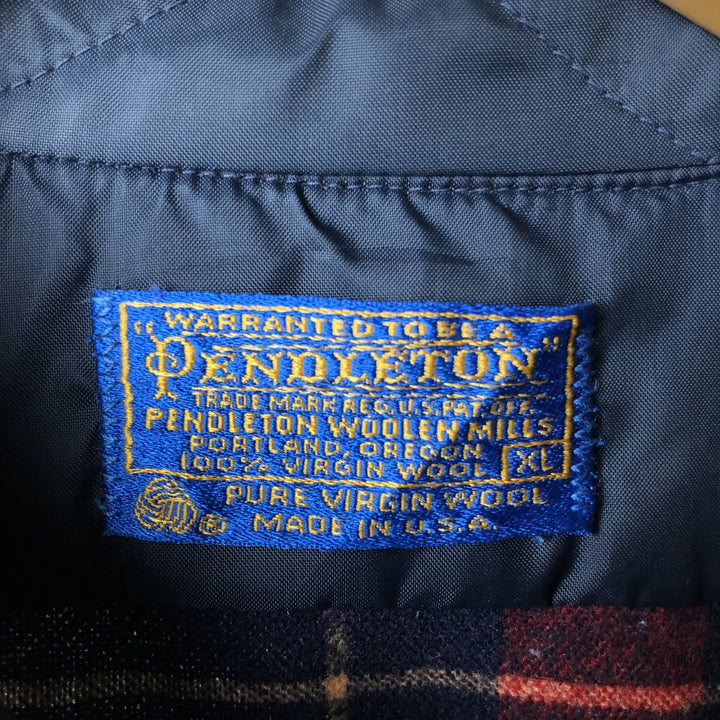 WARRANTED TO BE A
"PENDLETON"
TRADE MARK REG. U.S. PAT. OFF.
PENDLETON WOOLEN MILLS
PORTLAND, OREGON
100% VIRGIN WOOL XL
PURE VIRGIN WOOL
® MADE IN U.S.A.